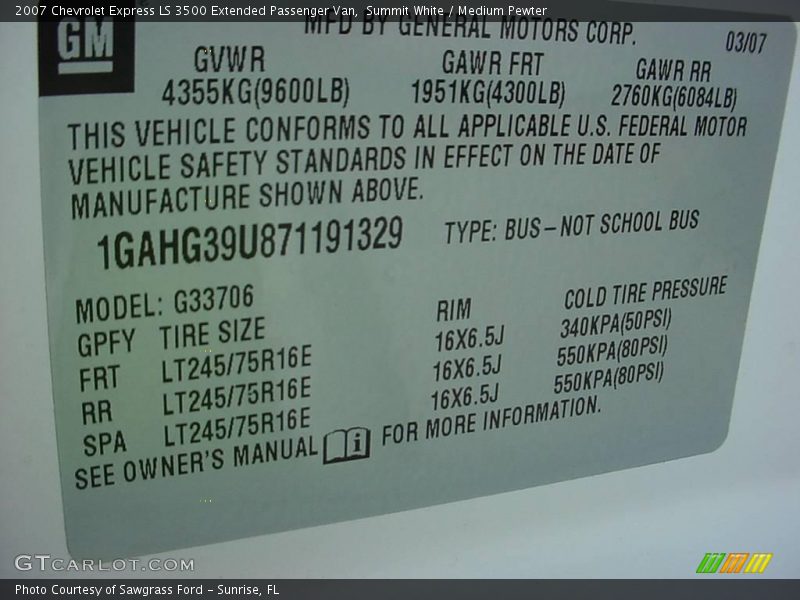 2007 Chevrolet Express LS 3500 Extended Passenger Van, Summit White / Medium Pewter
GM
MFD BY GENERAL MOTORS CORP.
03/07
GVWR GAWR FRT GAWR RR
4355KG(9600LB) 1951KG(4300LB) 2760KG(6084LB)
THIS VEHICLE CONFORMS TO ALL APPLICABLE U.S. FEDERAL MOTOR
VEHICLE SAFETY STANDARDS IN EFFECT ON THE DATE OF
MANUFACTURE SHOWN ABOVE.
1GAHG39U871191329 TYPE: BUS–NOT SCHOOL BUS
MODEL: G33706
GPFY TIRE SIZE RIM COLD TIRE PRESSURE
FRT LT245/75R16E 16X6.5J 340KPA(50PSI)
RR LT245/75R16E 16X6.5J 550KPA(80PSI)
SPA LT245/75R16E 16X6.5J 550KPA(80PSI)
SEE OWNER'S MANUAL i FOR MORE INFORMATION.
GTCARLOT.COM
Photo Courtesy of Sawgrass Ford – Sunrise, FL